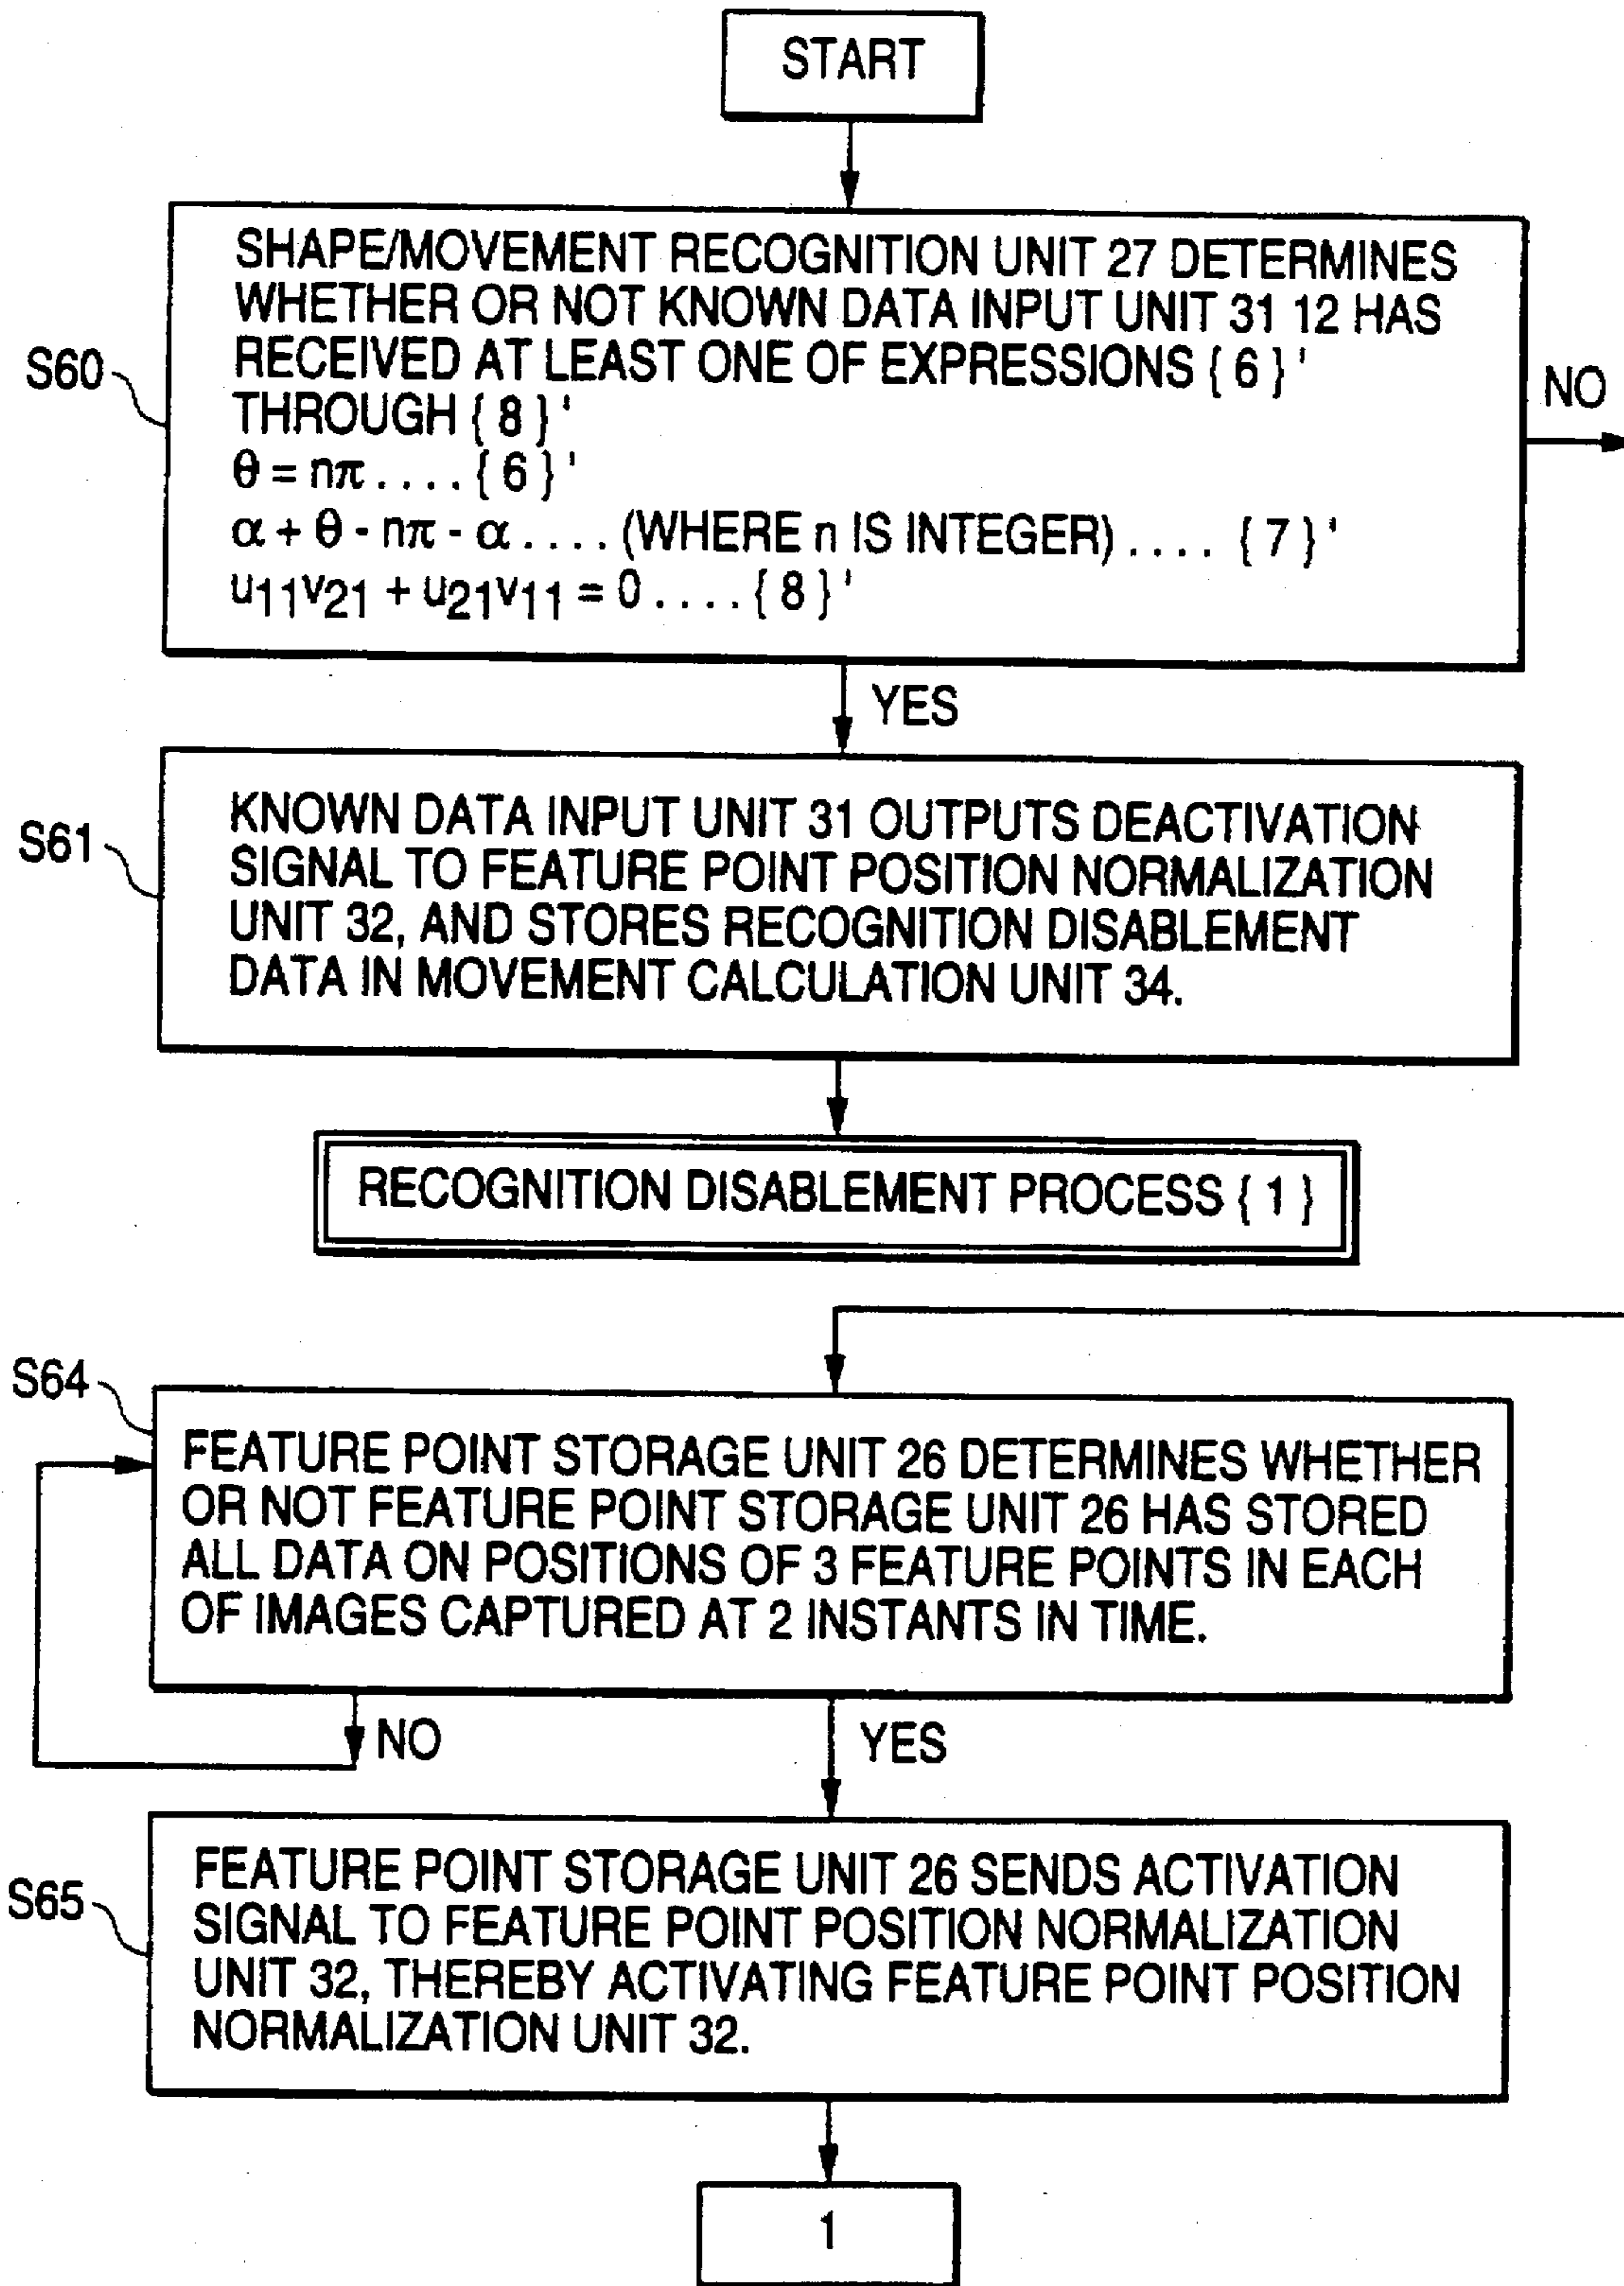 START
SHAPE/MOVEMENT RECOGNITION UNIT 27 DETERMINES
WHETHER OR NOT KNOWN DATA INPUT UNIT 31 12 HAS
RECEIVED AT LEAST ONE OF EXPRESSIONS { 6 } '
THROUGH { 8 } '
θ = nπ . . . . { 6 } '
α + θ - nπ - α . . . . (WHERE n IS INTEGER) . . . . { 7 } '
u₁₁v₂₁ + u₂₁v₁₁ = 0 . . . . { 8 } '
S60
NO
YES
S61
KNOWN DATA INPUT UNIT 31 OUTPUTS DEACTIVATION
SIGNAL TO FEATURE POINT POSITION NORMALIZATION
UNIT 32, AND STORES RECOGNITION DISABLEMENT
DATA IN MOVEMENT CALCULATION UNIT 34.
RECOGNITION DISABLEMENT PROCESS { 1 }
S64
FEATURE POINT STORAGE UNIT 26 DETERMINES WHETHER
OR NOT FEATURE POINT STORAGE UNIT 26 HAS STORED
ALL DATA ON POSITIONS OF 3 FEATURE POINTS IN EACH
OF IMAGES CAPTURED AT 2 INSTANTS IN TIME.
NO
YES
S65
FEATURE POINT STORAGE UNIT 26 SENDS ACTIVATION
SIGNAL TO FEATURE POINT POSITION NORMALIZATION
UNIT 32, THEREBY ACTIVATING FEATURE POINT POSITION
NORMALIZATION UNIT 32.
1